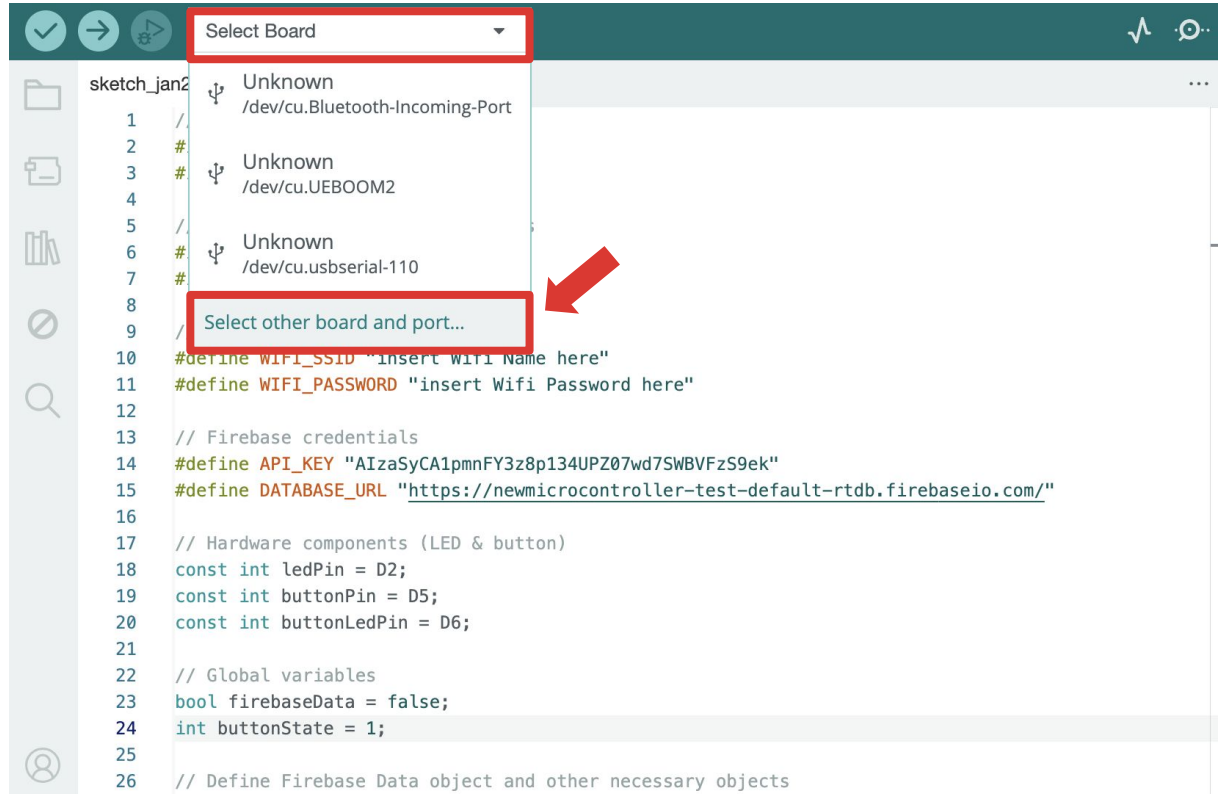 Select Board
Unknown
/dev/cu.Bluetooth-Incoming-Port
Unknown
/dev/cu.UEBOOM2
Unknown
/dev/cu.usbserial-110
Select other board and port...
sketch_jan2
...
1 //
2 #
3 #
4
5 //
6 #
7 #
8
9 /
10 #define WIFI_SSID "insert Wifi Name here"
11 #define WIFI_PASSWORD "insert Wifi Password here"
12
13 // Firebase credentials
14 #define API_KEY "AIzaSyCA1pmnFY3z8p134UPZ07wd7SWBVFzS9ek"
15 #define DATABASE_URL "https://newmicrocontroller-test-default-rtdb.firebaseio.com/"
16
17 // Hardware components (LED & button)
18 const int ledPin = D2;
19 const int buttonPin = D5;
20 const int buttonLedPin = D6;
21
22 // Global variables
23 bool firebaseData = false;
24 int buttonState = 1;
25
26 // Define Firebase Data object and other necessary objects